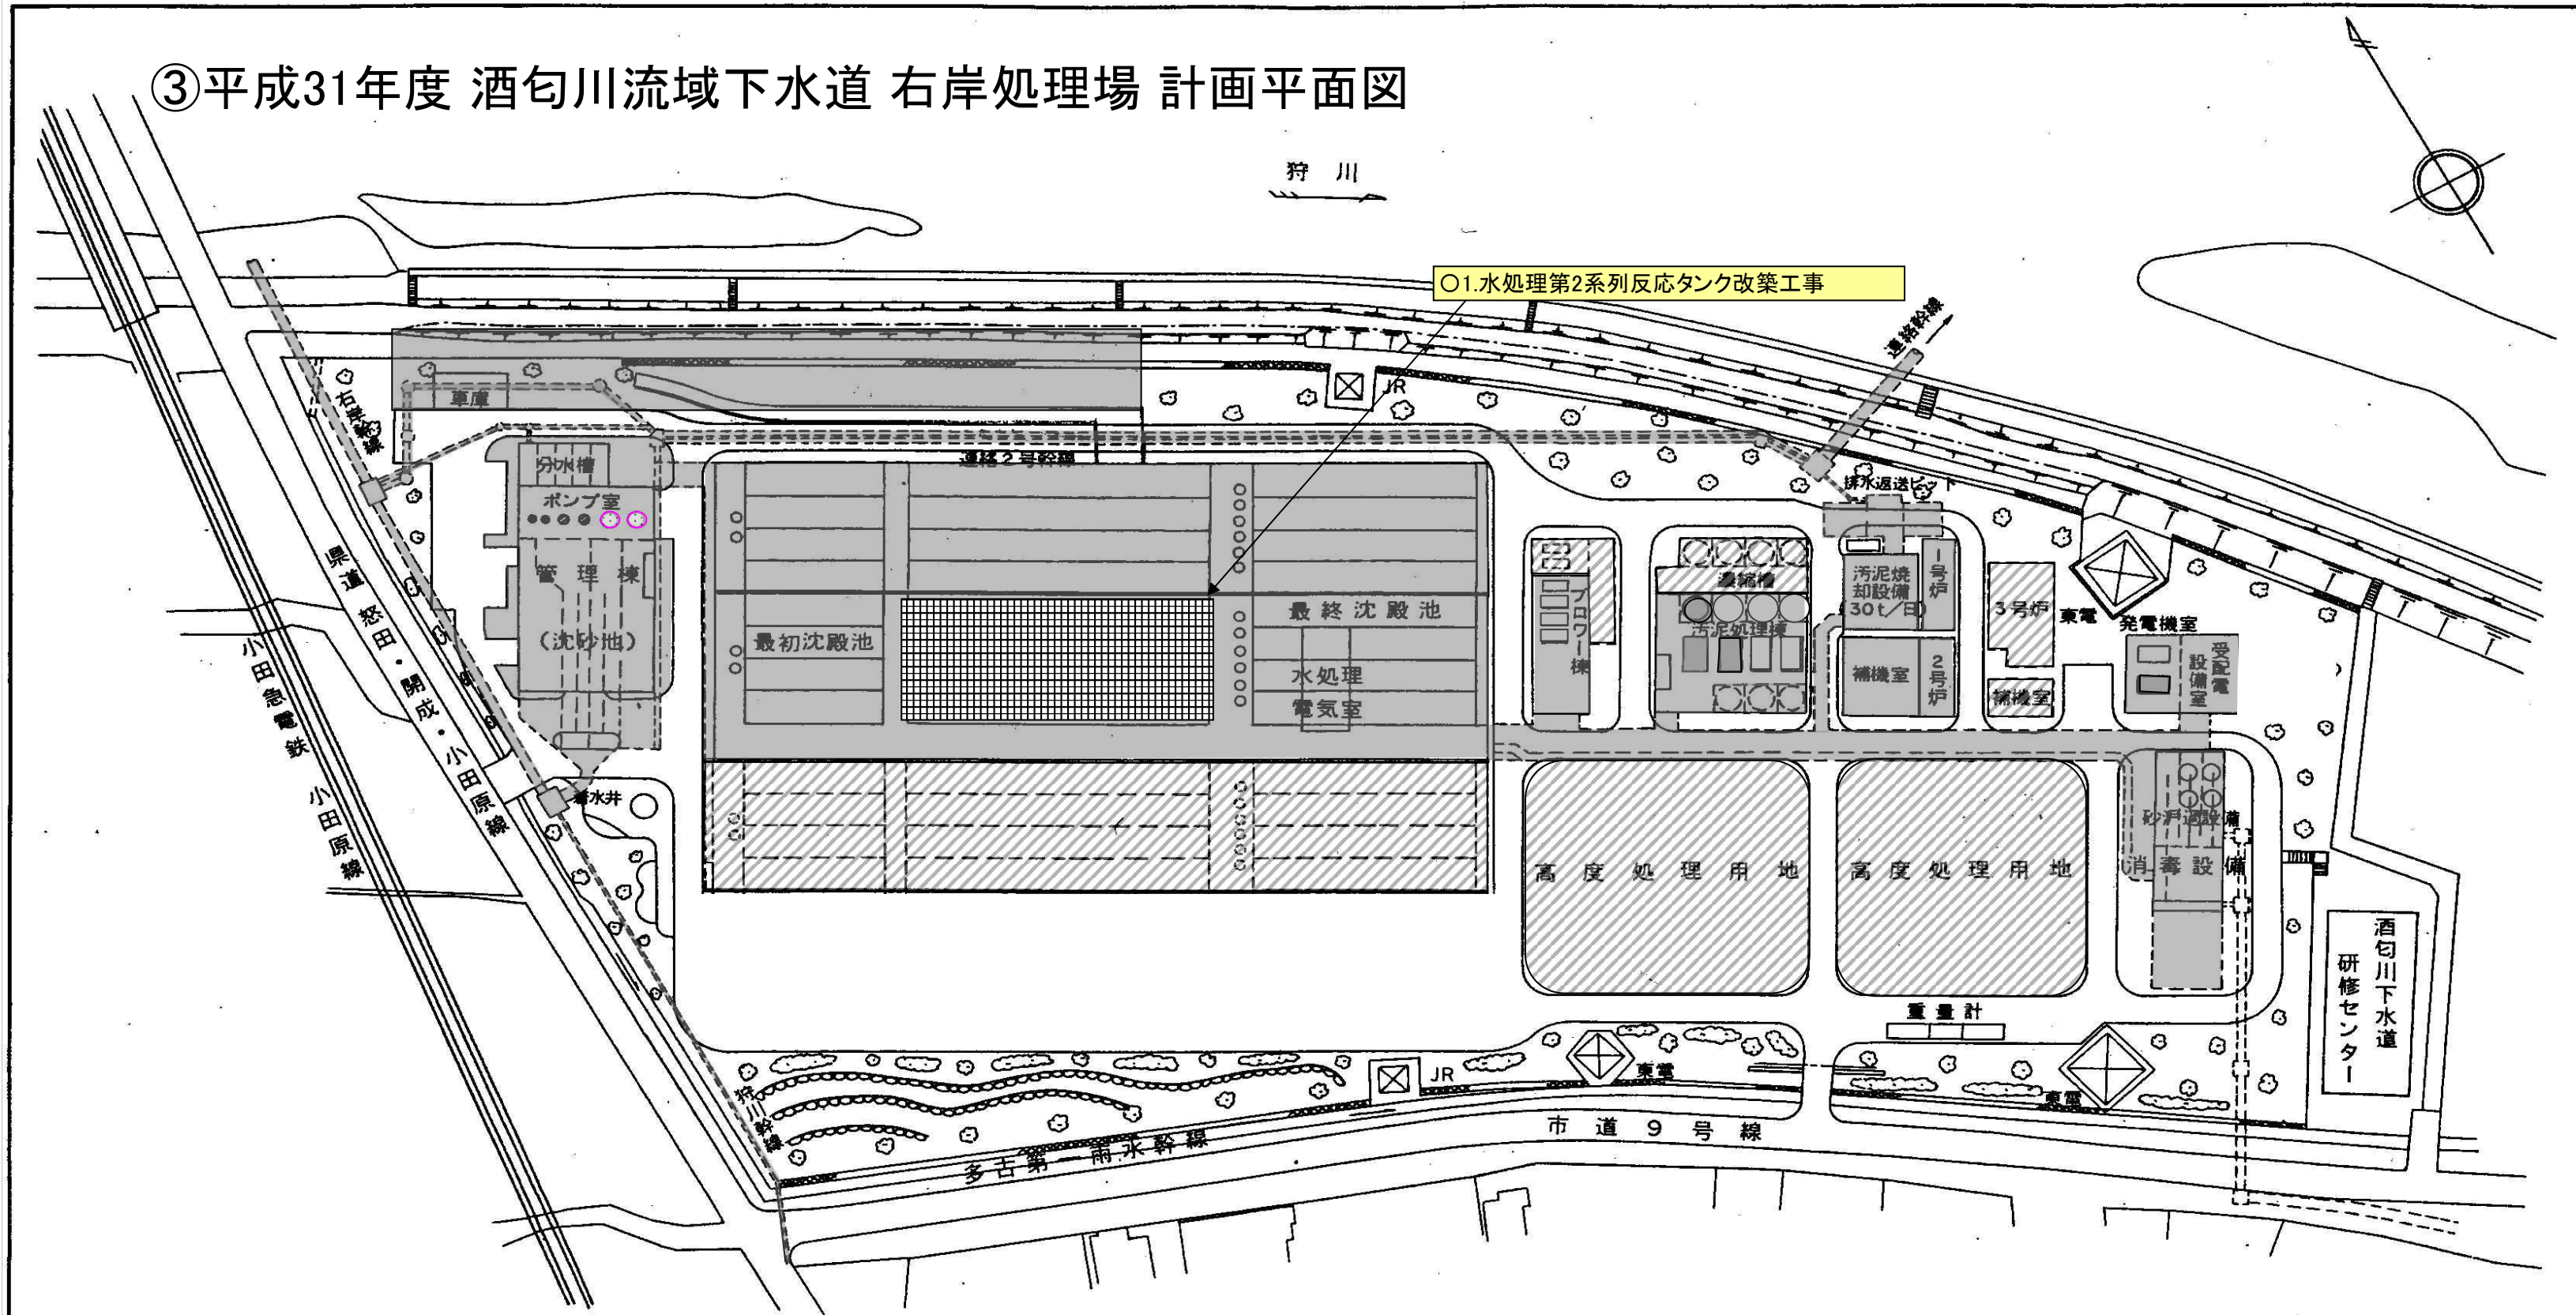 ③平成31年度 酒匂川流域下水道 右岸処理場 計画平面図
狩川
○1.水処理第2系列反応タンク改築工事
連絡幹線
右岸幹線
車庫
JR
連絡2号幹線
分水槽
ポンプ室
管理棟
(沈砂池)
最初沈殿池
最終沈殿池
水処理
電気室
ブロワー棟
濃縮槽
汚泥処理棟
排水返送ピット
汚泥焼
却設備
30t/日
1号炉
補機室
2号炉
3号炉
補機室
東電
発電機室
受配電
設備室
県道 怒田・開成・小田原線
小田急電鉄 小田原線
着水井
高度処理用地
高度処理用地
砂沪過設備
消毒設備
酒匂川下水道
研修センター
重量計
狩川幹線
JR
東電
東電
市道9号線
多古第一雨水幹線